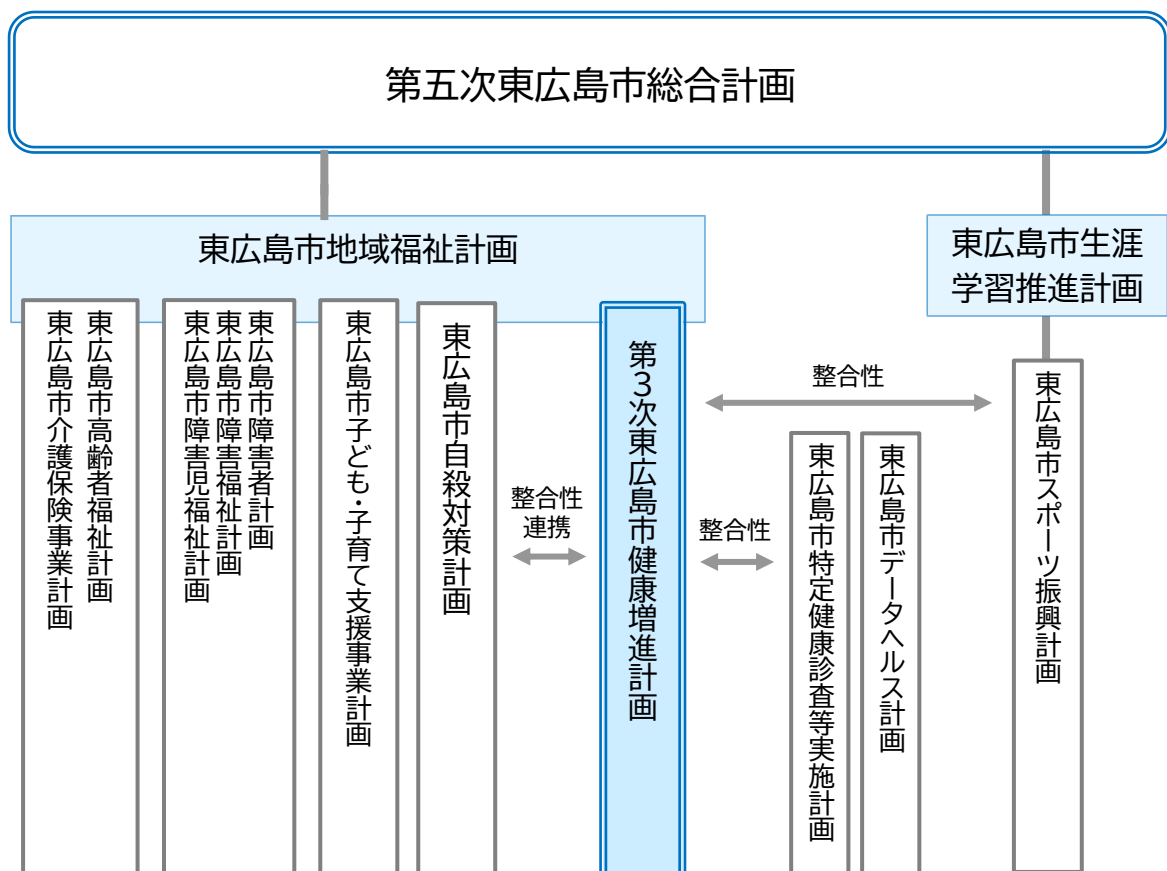 第五次東広島市総合計画
東広島市地域福祉計画
東広島市生涯
学習推進計画
東広島市高齢者福祉計画
東広島市介護保険事業計画
東広島市障害者計画
東広島市障害福祉計画
東広島市障害児福祉計画
東広島市子ども・子育て支援事業計画
東広島市自殺対策計画
整合性
連携
第3次東広島市健康増進計画
整合性
整合性
東広島市データヘルス計画
東広島市特定健康診査等実施計画
東広島市スポーツ振興計画